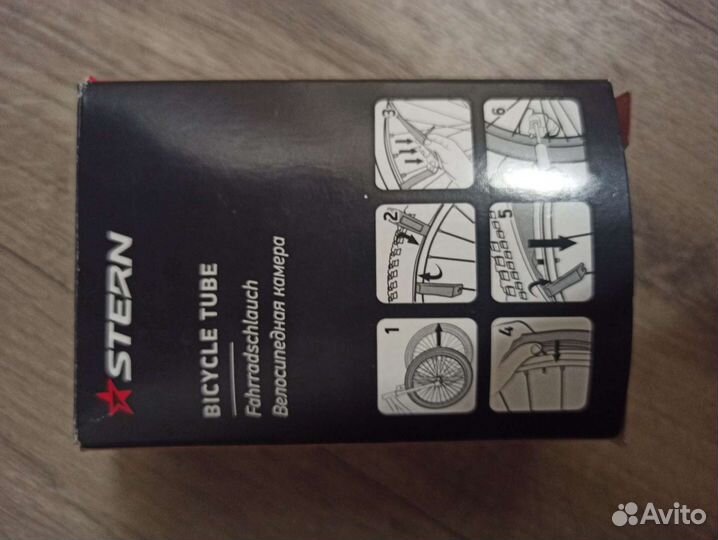 STERN
BICYCLE TUBE
Fahrradschlauch
Велосипедная камера
1 2 3
4 5 6
Avito